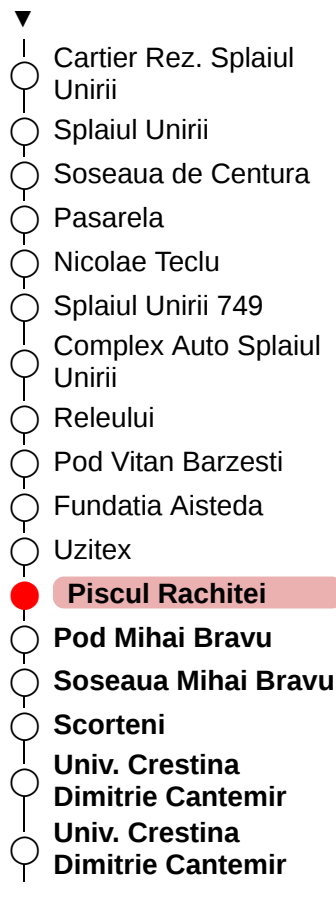 Cartier Rez. Splaiul
Unirii
Splaiul Unirii
Soseaua de Centura
Pasarela
Nicolae Teclu
Splaiul Unirii 749
Complex Auto Splaiul
Unirii
Releului
Pod Vitan Barzesti
Fundatia Aisteda
Uzitex
Piscul Rachitei
Pod Mihai Bravu
Soseaua Mihai Bravu
Scorteni
Univ. Crestina
Dimitrie Cantemir
Univ. Crestina
Dimitrie Cantemir